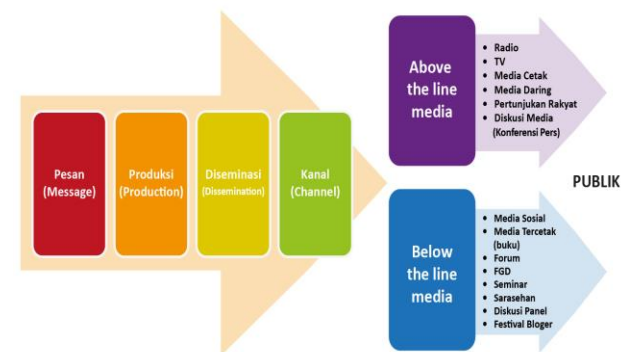 Pesan
(Message)
Produksi
(Production)
Diseminasi
(Dissemination)
Kanal
(Channel)
Above
the line
media
• Radio
• TV
• Media Cetak
• Media Daring
• Pertunjukan Rakyat
• Diskusi Media
(Konferensi Pers)
PUBLIK
Below
the line
media
• Media Sosial
• Media Tercetak
(buku)
• Forum
• FGD
• Seminar
• Sarasehan
• Diskusi Panel
• Festival Bloger